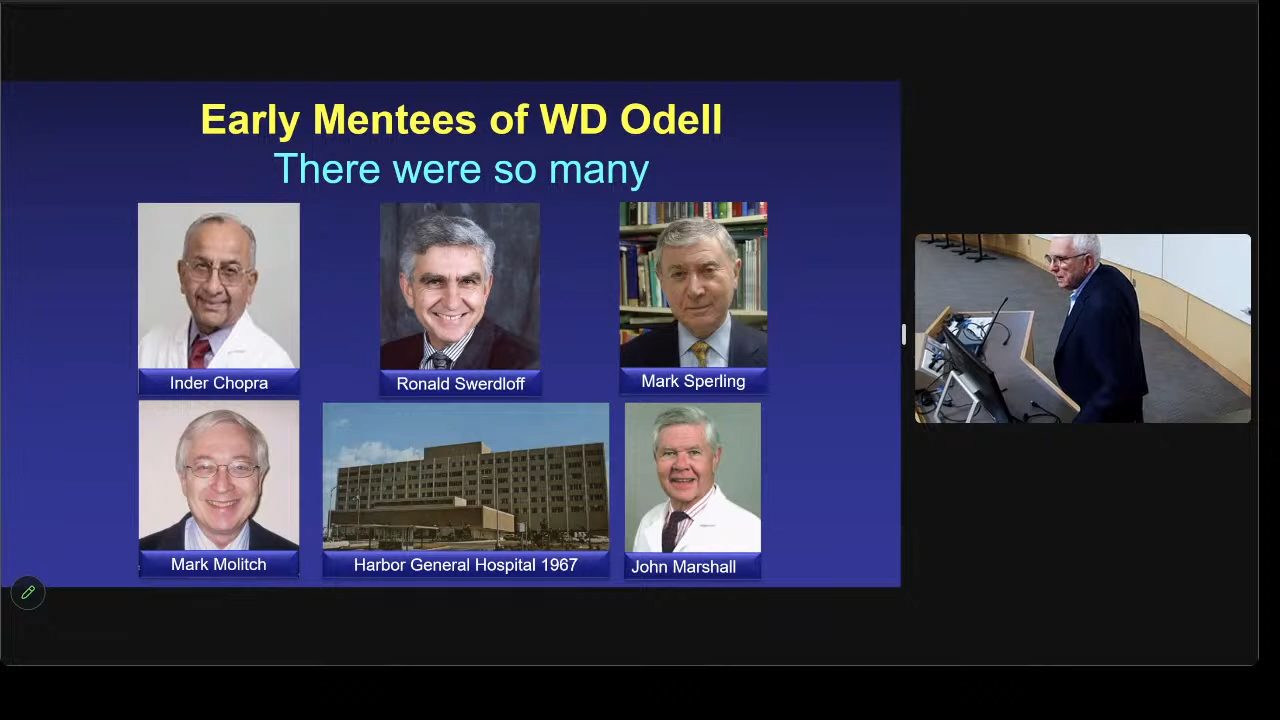 Early Mentees of WD Odell
There were so many
Inder Chopra
Ronald Swerdloff
Mark Sperling
Mark Molitch
Harbor General Hospital 1967
John Marshall